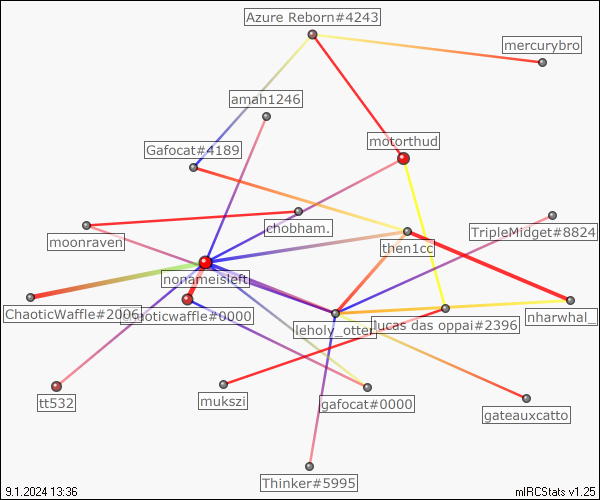 Azure Reborn#4243
mercurybro
amah1246
motorthud
Gafocat#4189
chobham.
TripleMidget#8824
moonraven
then1cc
nonameisleft
ChaoticWaffle#2006
oticwaffle#0000
leholy_otter
lucas das oppai#2396
nharwhal_
tt532
mukszi
gafocat#0000
gateauxcatto
Thinker#5995
9.1.2024 13:36
mIRCStats v1.25